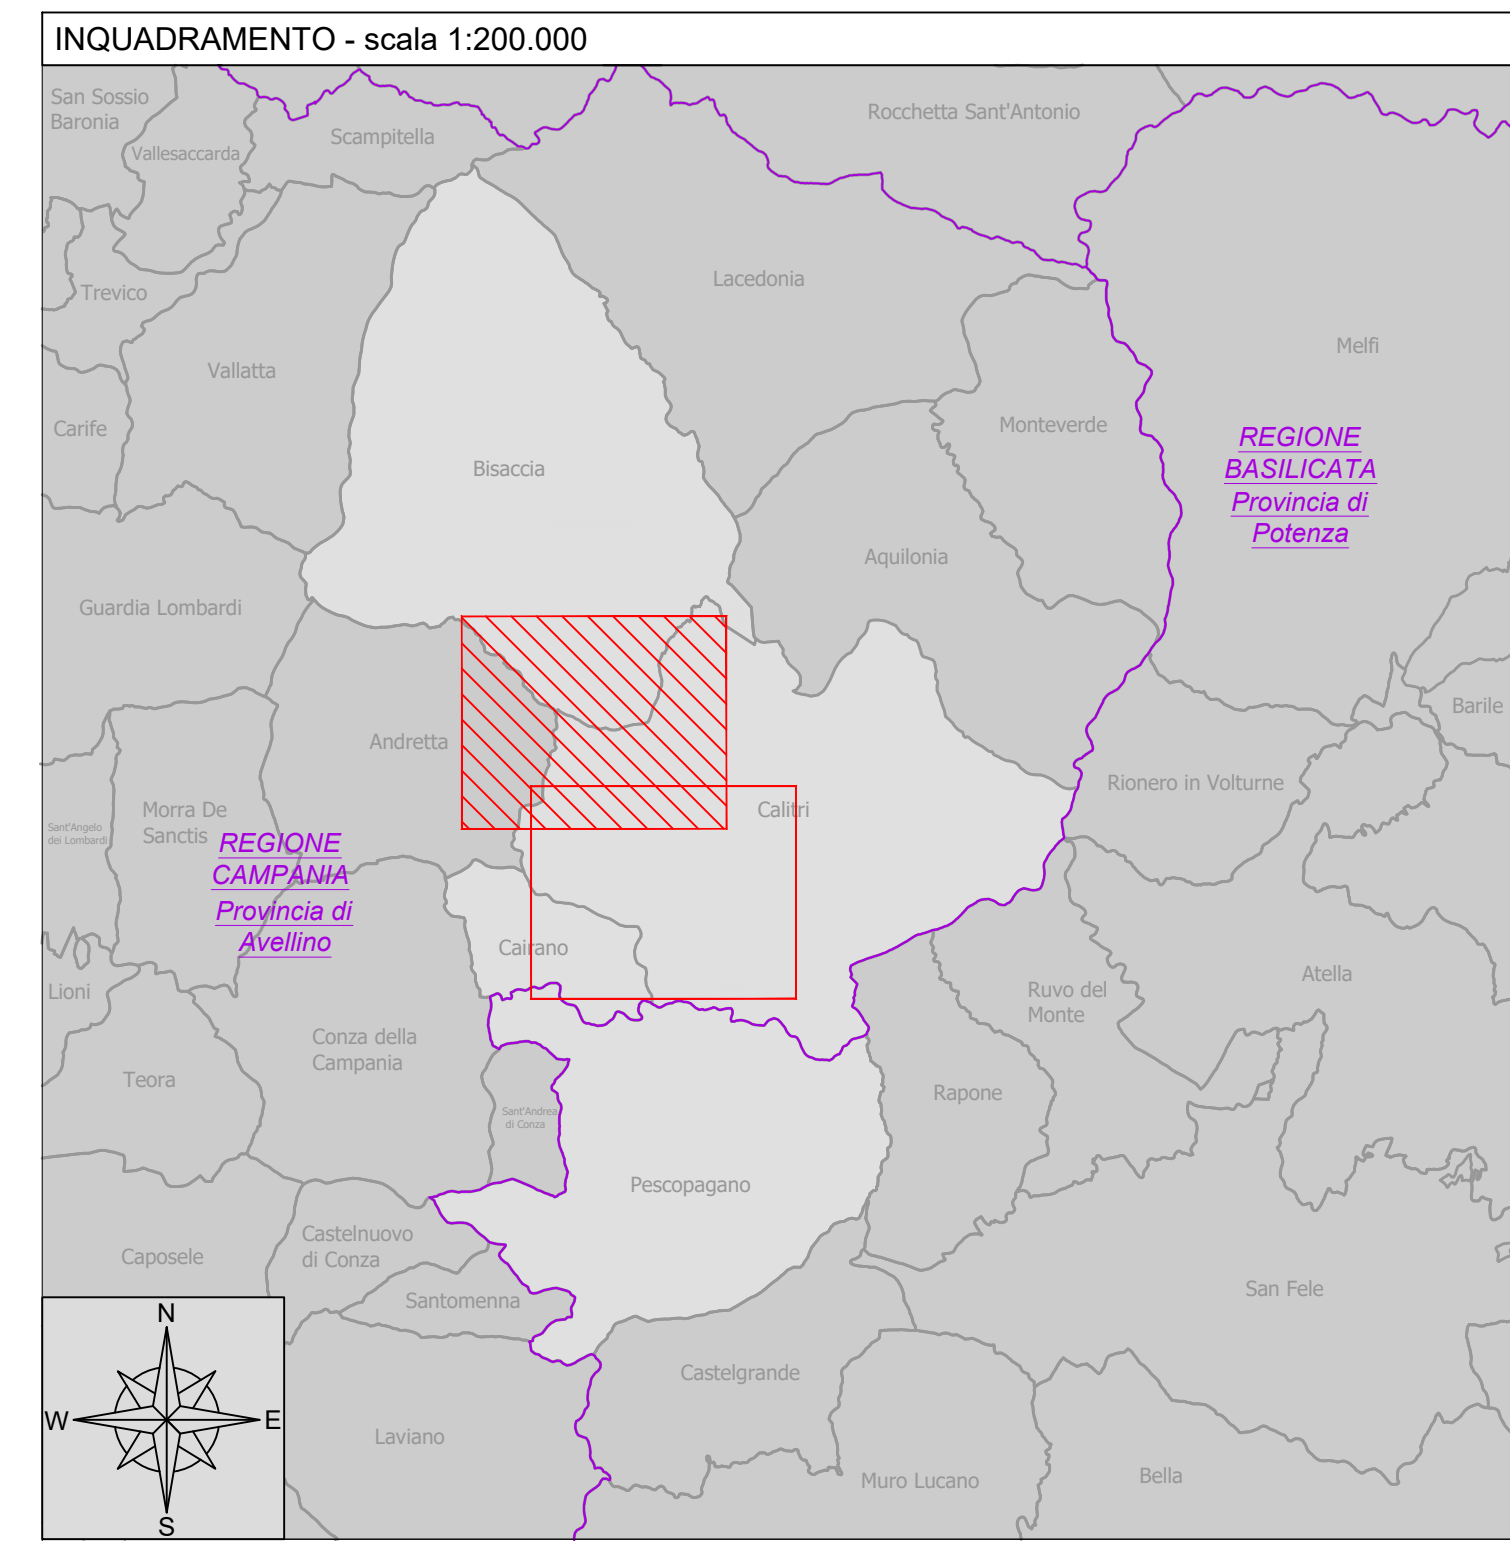 INQUADRAMENTO - scala 1:200.000
San Sossio
Baronia
Vallesaccarda
Scampitella
Rocchetta Sant'Antonio
Trevico
Lacedonia
Vallatta
Melfi
Carife
Monteverde
Bisaccia
REGIONE
BASILICATA
Provincia di
Potenza
Aquilonia
Guardia Lombardi
Barile
Andretta
Rionero in Volturne
Morra De
Sanctis
Calitri
Sant'Angelo
dei Lombardi
REGIONE
CAMPANIA
Provincia di
Avellino
Cairano
Lioni
Atella
Ruvo del
Monte
Conza della
Campania
Teora
Rapone
Sant'Andrea
di Conza
Pescopagano
Castelnuovo
di Conza
Caposele
San Fele
Santomenna
N
W
E
S
Castelgrande
Laviano
Muro Lucano
Bella